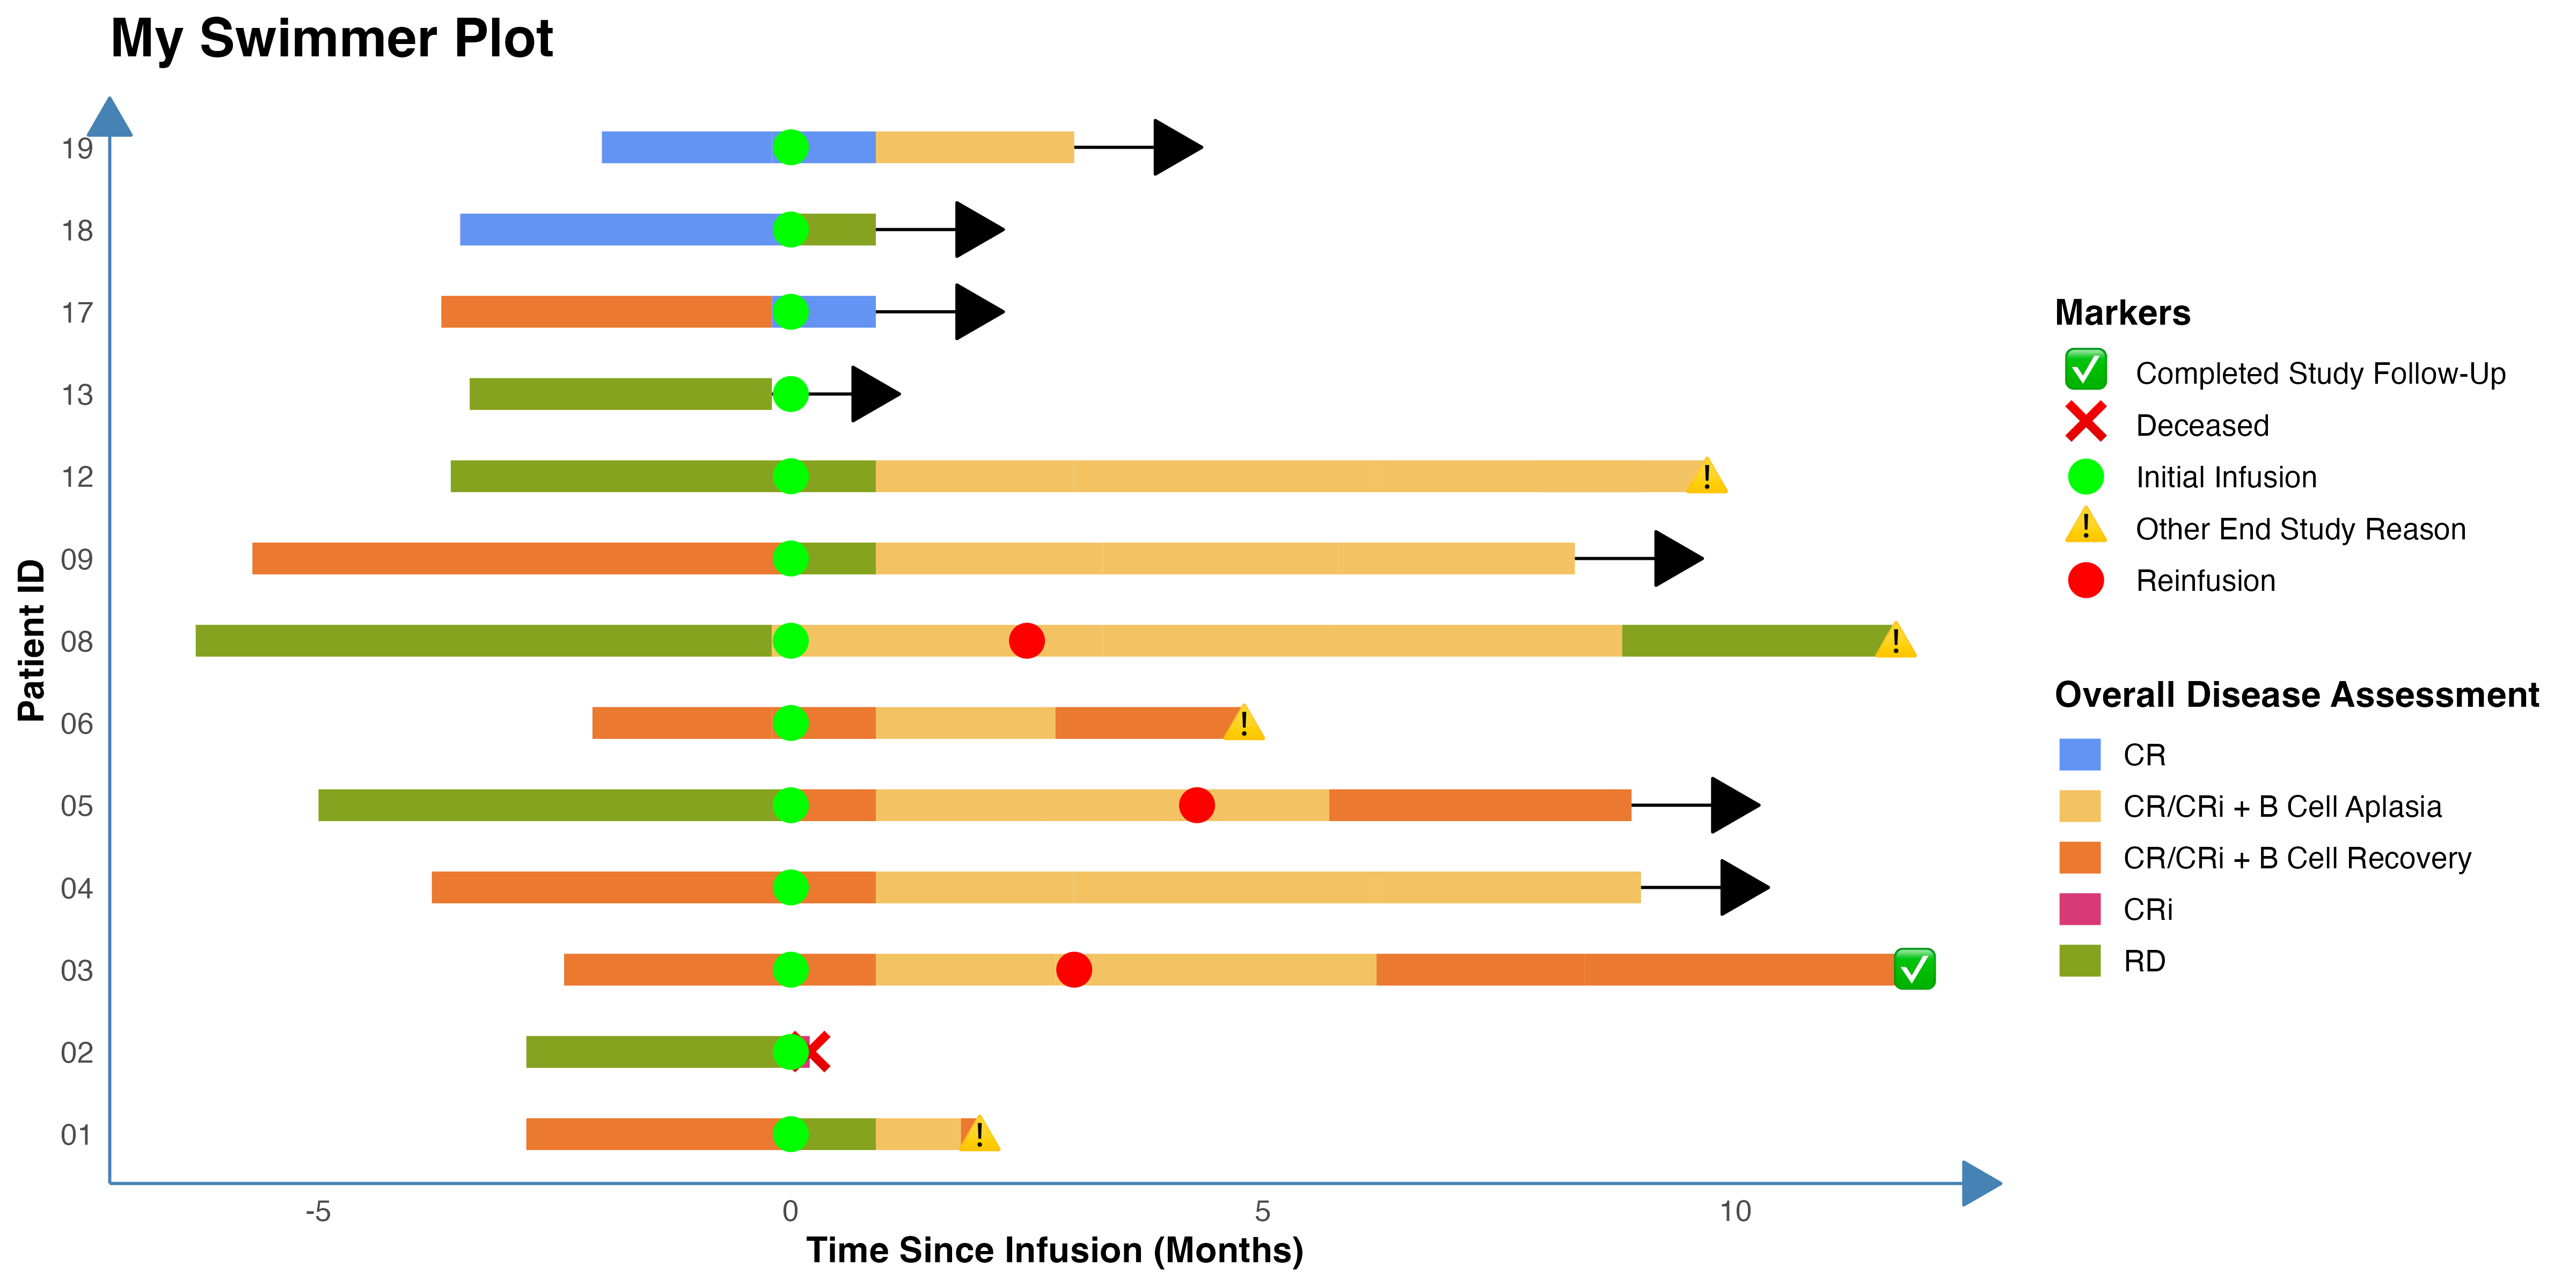 My Swimmer Plot
19
18
17
13
12
09
08
06
05
04
03
02
01
Patient ID
-5 0 5 10
Time Since Infusion (Months)
Markers
Completed Study Follow-Up
Deceased
Initial Infusion
Other End Study Reason
Reinfusion
Overall Disease Assessment
CR
CR/CRi + B Cell Aplasia
CR/CRi + B Cell Recovery
CRi
RD